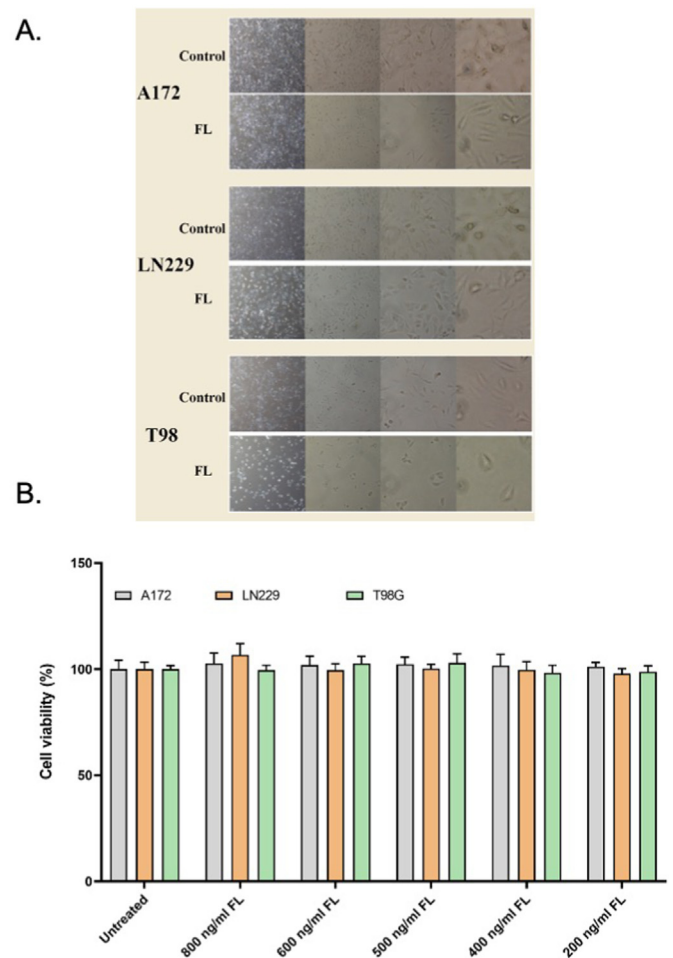 A.
Control
A172
FL
Control
LN229
FL
Control
T98
FL
B.
150
A172 LN229 T98G
100
Cell viability (%)
50
0
Untreated
800 ng/ml FL
600 ng/ml FL
500 ng/ml FL
400 ng/ml FL
200 ng/ml FL